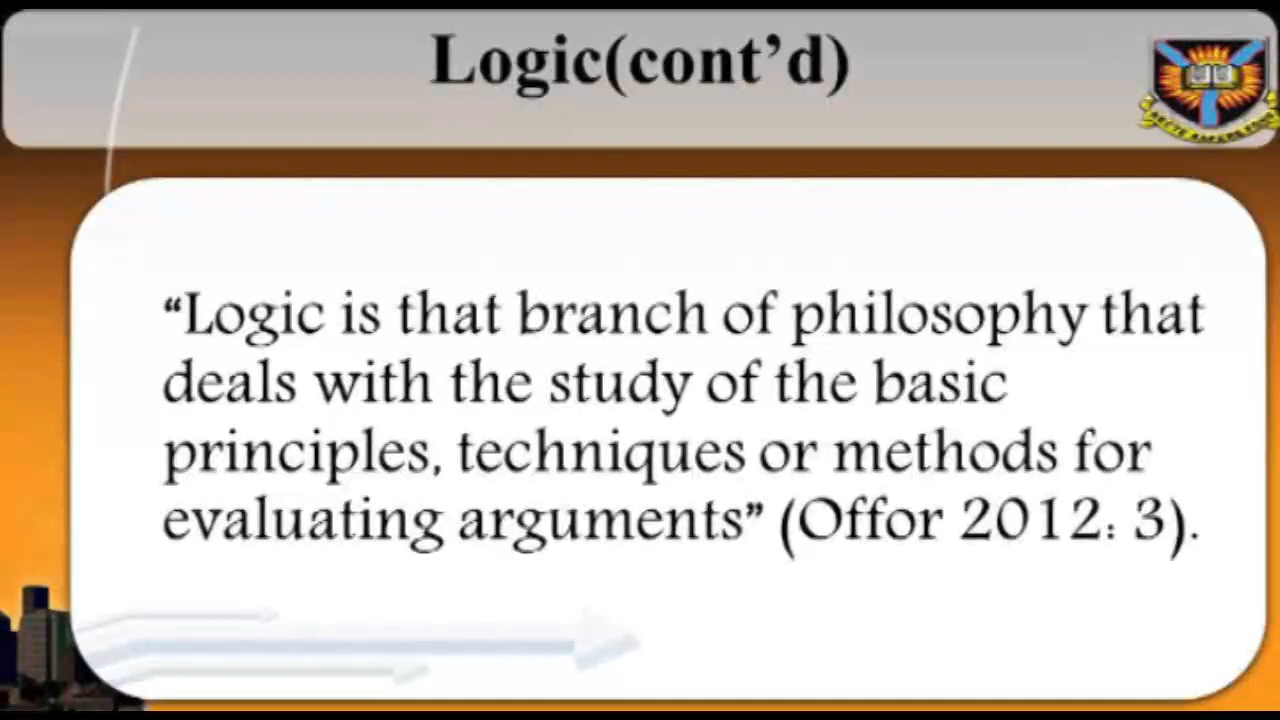 Logic(cont’d)
“Logic is that branch of philosophy that
deals with the study of the basic
principles, techniques or methods for
evaluating arguments” (Offor 2012: 3).